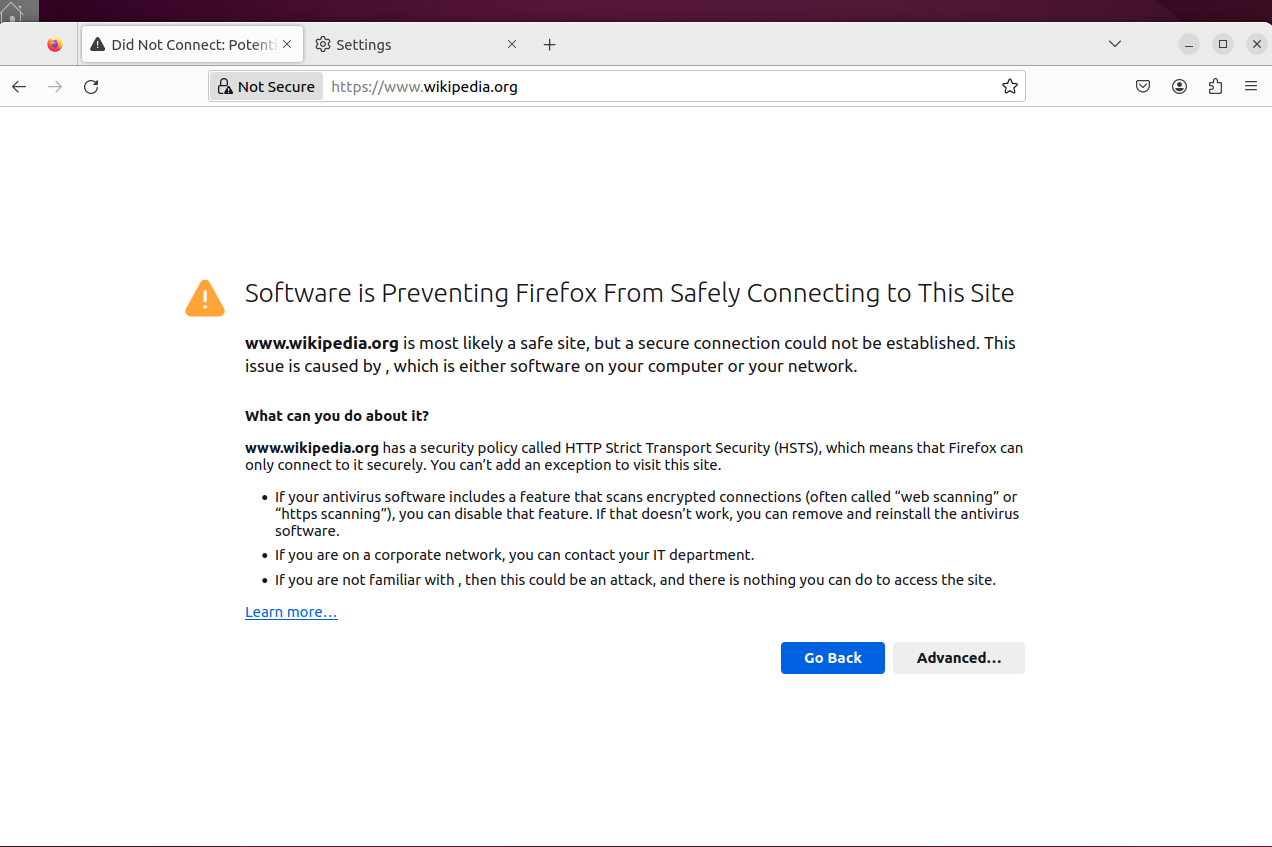 Did Not Connect: Potenti
Settings
Not Secure
https://www.wikipedia.org
Software is Preventing Firefox From Safely Connecting to This Site
www.wikipedia.org is most likely a safe site, but a secure connection could not be established. This
issue is caused by , which is either software on your computer or your network.
What can you do about it?
www.wikipedia.org has a security policy called HTTP Strict Transport Security (HSTS), which means that Firefox can
only connect to it securely. You can’t add an exception to visit this site.
• If your antivirus software includes a feature that scans encrypted connections (often called “web scanning” or
“https scanning”), you can disable that feature. If that doesn’t work, you can remove and reinstall the antivirus
software.
• If you are on a corporate network, you can contact your IT department.
• If you are not familiar with , then this could be an attack, and there is nothing you can do to access the site.
Learn more…
Go Back
Advanced…